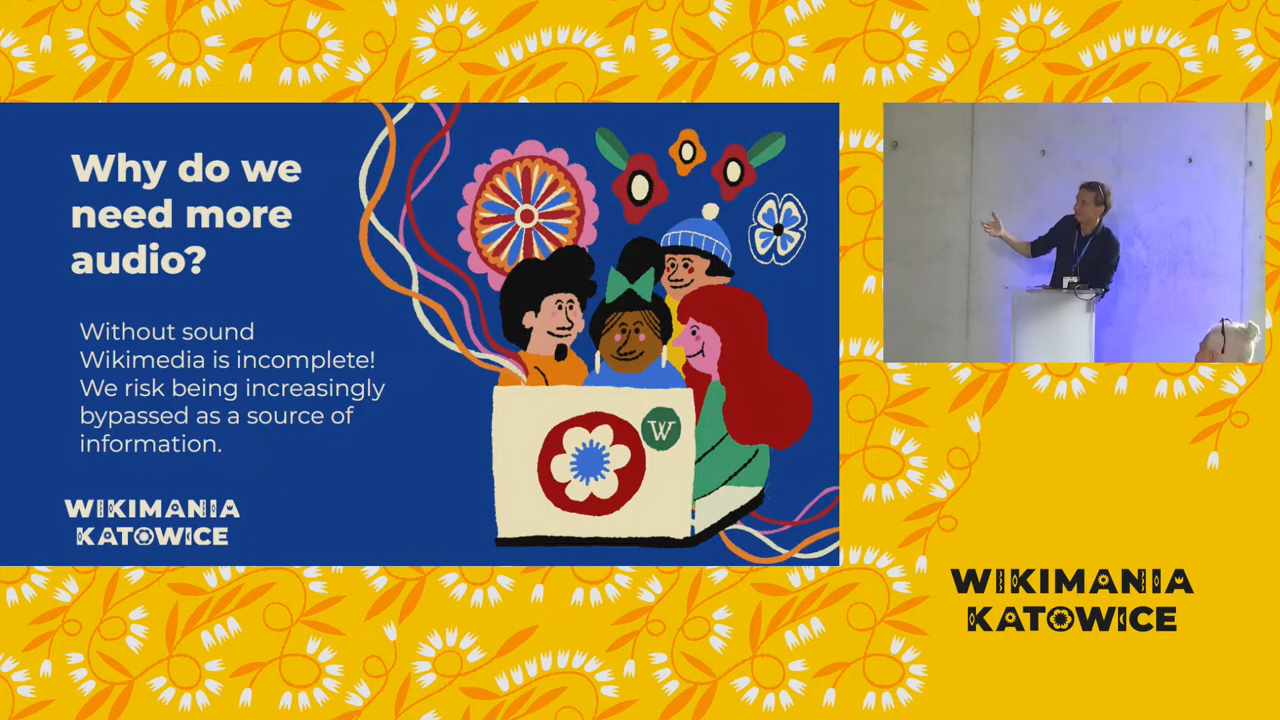 Why do we
need more
audio?
Without sound
Wikimedia is incomplete!
We risk being increasingly
bypassed as a source of
information.
WIKIMANIA
KATOWICE
W
WIKIMANIA
KATOWICE